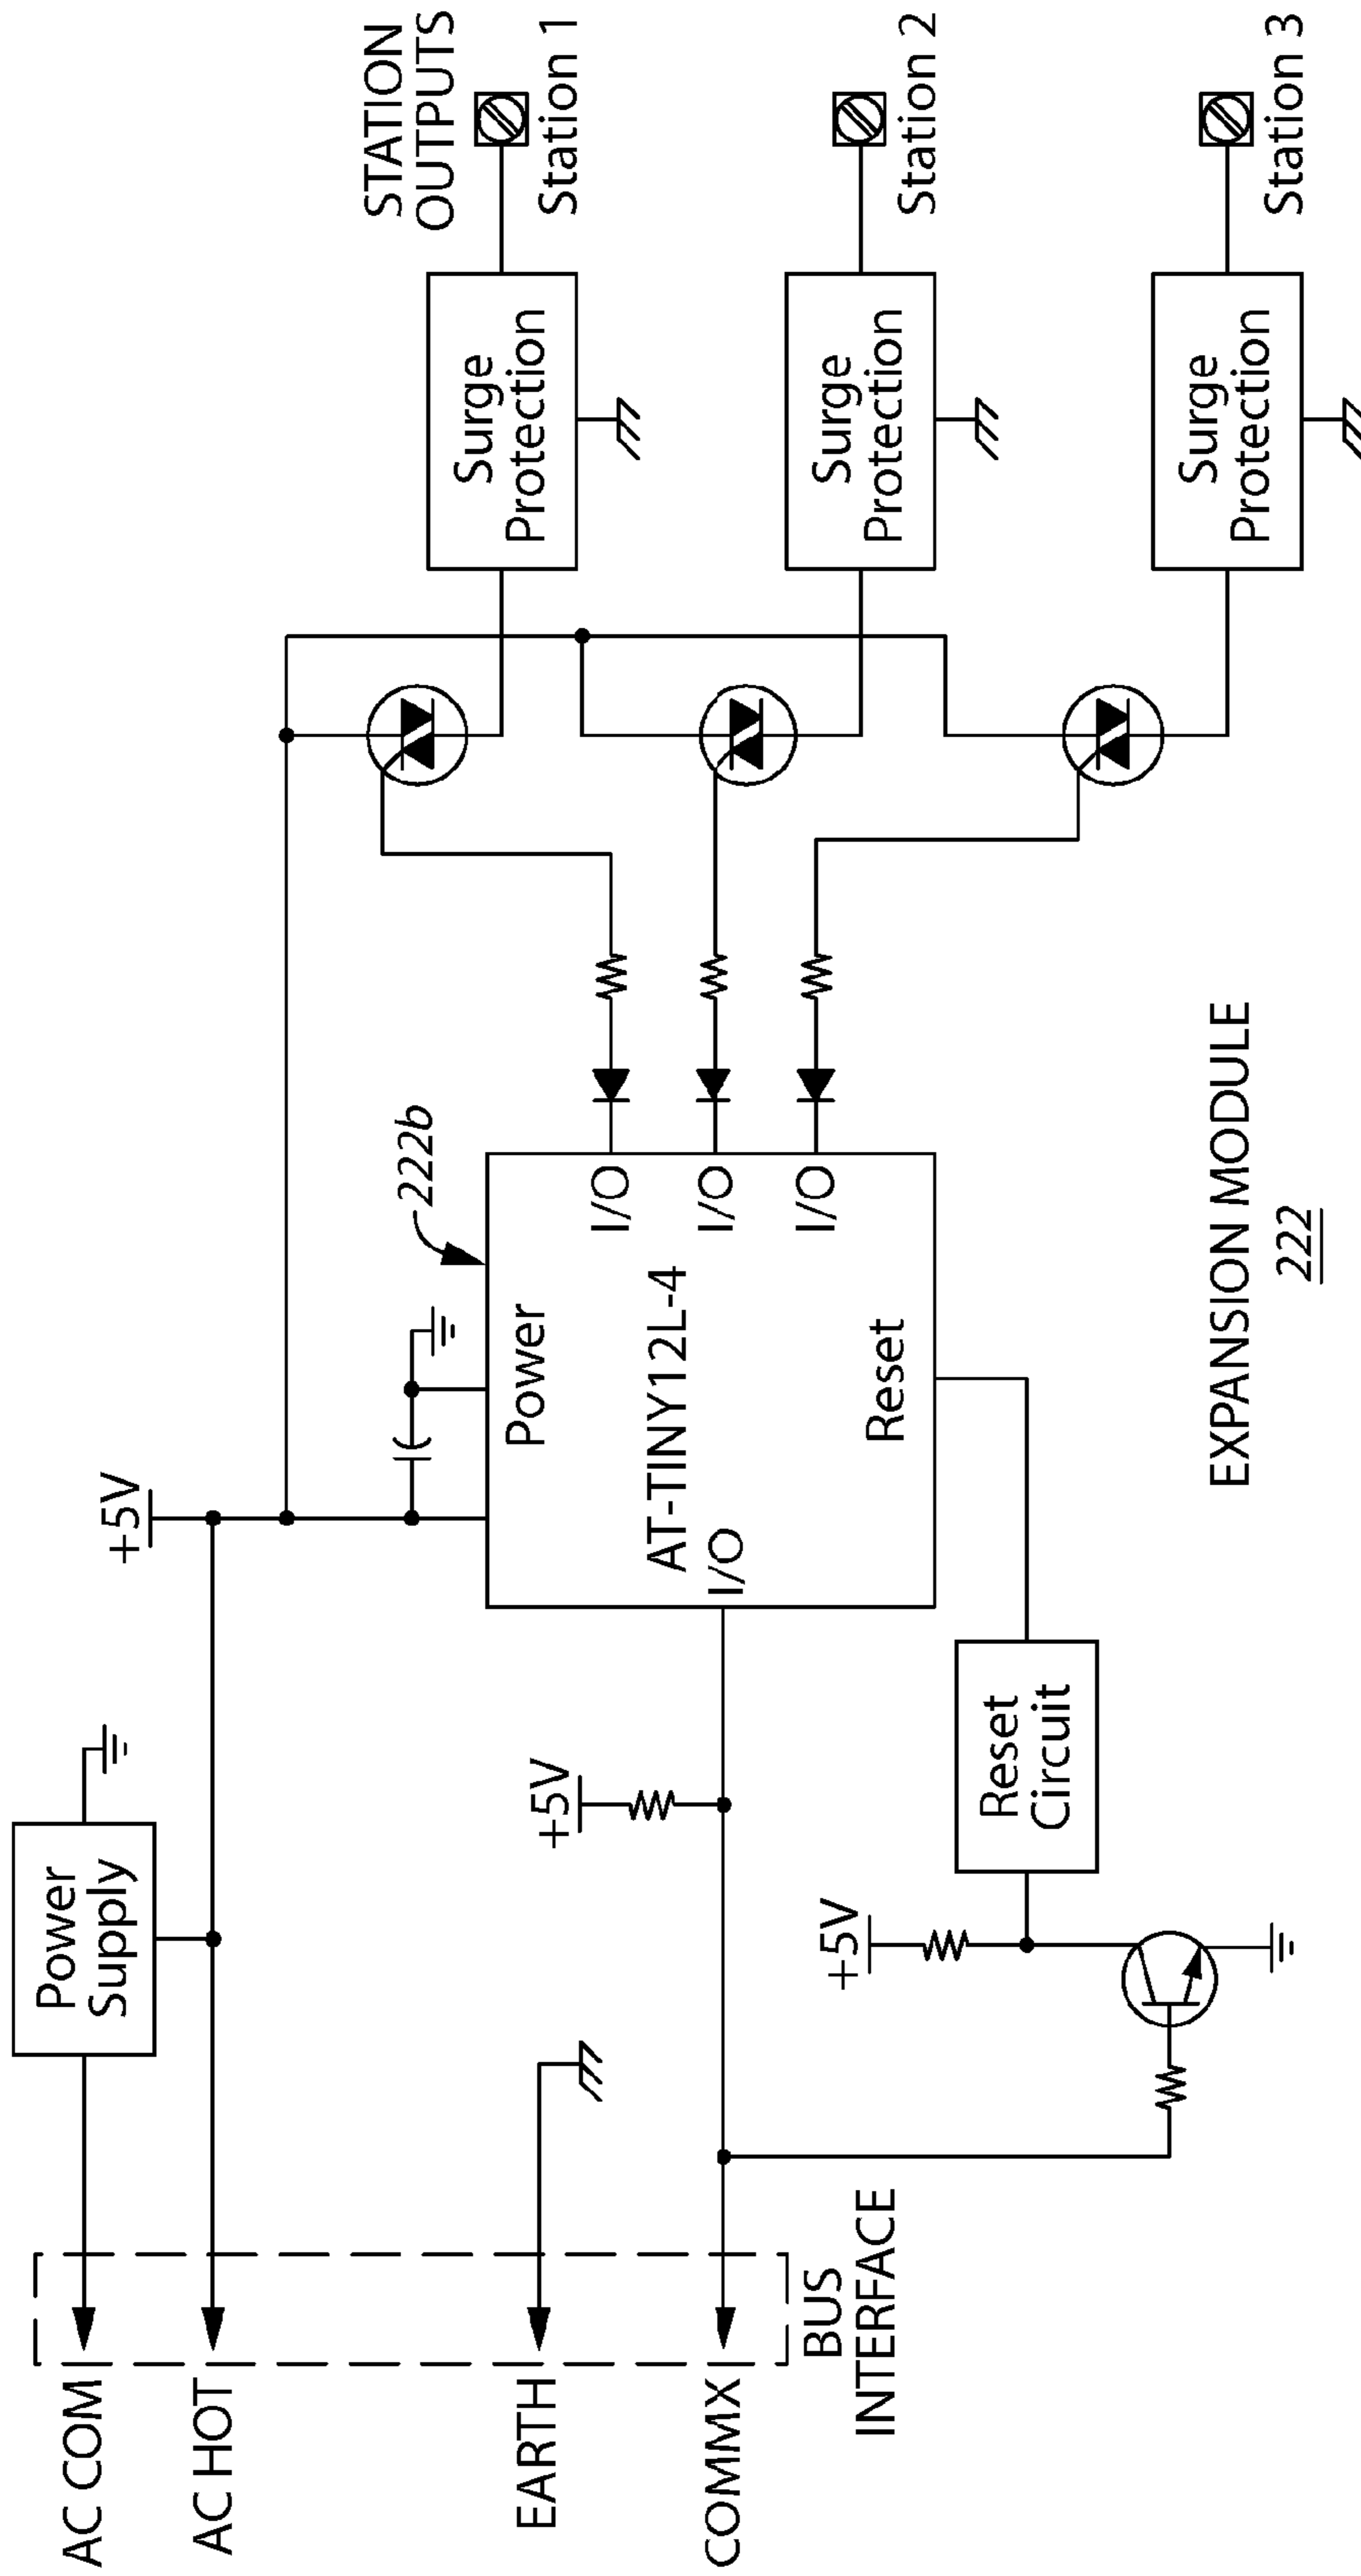 AC COM
AC HOT
EARTH
COMMX
BUS
INTERFACE
Power
Supply
+5V
+5V
+5V
Reset
Circuit
222b
Power
AT-TINY12L-4
I/O
Reset
I/O
I/O
I/O
Surge
Protection
Surge
Protection
Surge
Protection
STATION
OUTPUTS
Station 1
Station 2
Station 3
EXPANSION MODULE
222